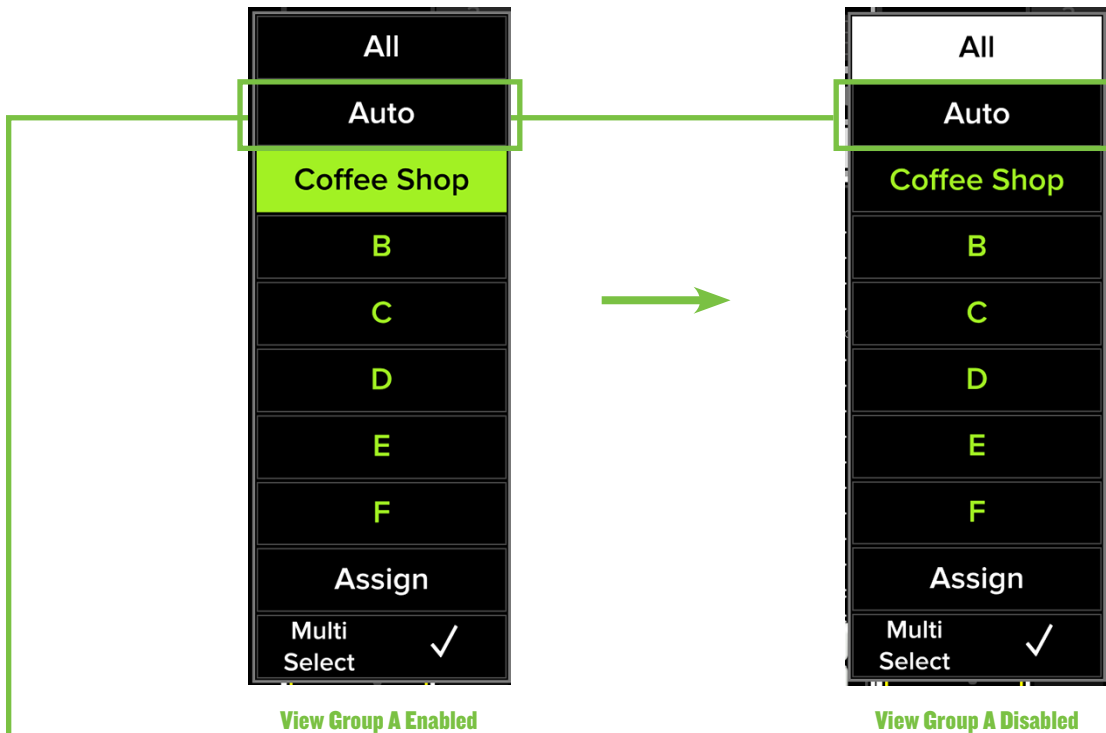 All
Auto
Coffee Shop
B
C
D
E
F
Assign
Multi
Select
View Group A Enabled
All
Auto
Coffee Shop
B
C
D
E
F
Assign
Multi
Select
View Group A Disabled